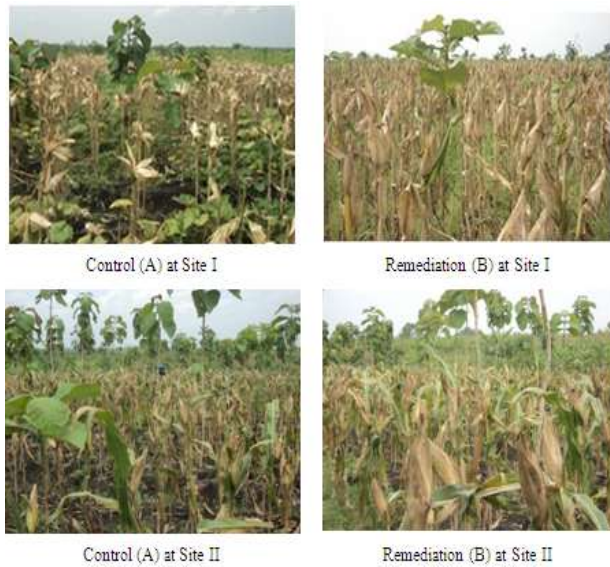 Control (A) at Site I
Remediation (B) at Site I
Control (A) at Site II
Remediation (B) at Site II